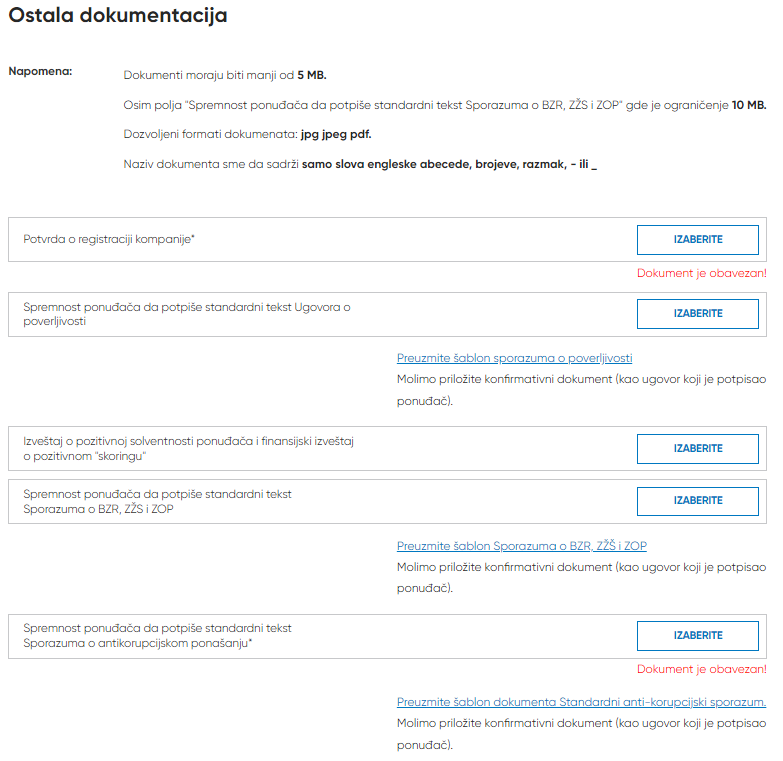 Ostala dokumentacija
Napomena:
Dokumenti moraju biti manji od 5 MB.
Osim polja "Spremnost ponuđača da potpiše standardni tekst Sporazuma o BZR, ZŽS i ZOP" gde je ograničenje 10 MB.
Dozvoljeni formati dokumenata: jpg jpeg pdf.
Naziv dokumenta sme da sadrži samo slova engleske abecede, brojeve, razmak, - ili _
Potvrda o registraciji kompanije*
IZABERITE
Dokument je obavezan!
Spremnost ponuđača da potpiše standardni tekst Ugovora o
poverljivosti
IZABERITE
Preuzmite šablon sporazuma o poverljivosti
Molimo priložite konfirmativni dokument (kao ugovor koji je potpisao
ponuđač).
Izveštaj o pozitivnoj solventnosti ponuđača i finansijski izveštaj
o pozitivnom "skoringu"
IZABERITE
Spremnost ponuđača da potpiše standardni tekst
Sporazuma o BZR, ZŽS i ZOP
IZABERITE
Preuzmite šablon Sporazuma o BZR, ZŽŠ i ZOP
Molimo priložite konfirmativni dokument (kao ugovor koji je potpisao
ponuđač).
Spremnost ponuđača da potpiše standardni tekst
Sporazuma o antikorupcijskom ponašanju*
IZABERITE
Dokument je obavezan!
Preuzmite šablon dokumenta Standardni anti-korupcijski sporazum.
Molimo priložite konfirmativni dokument (kao ugovor koji je potpisao
ponuđač).